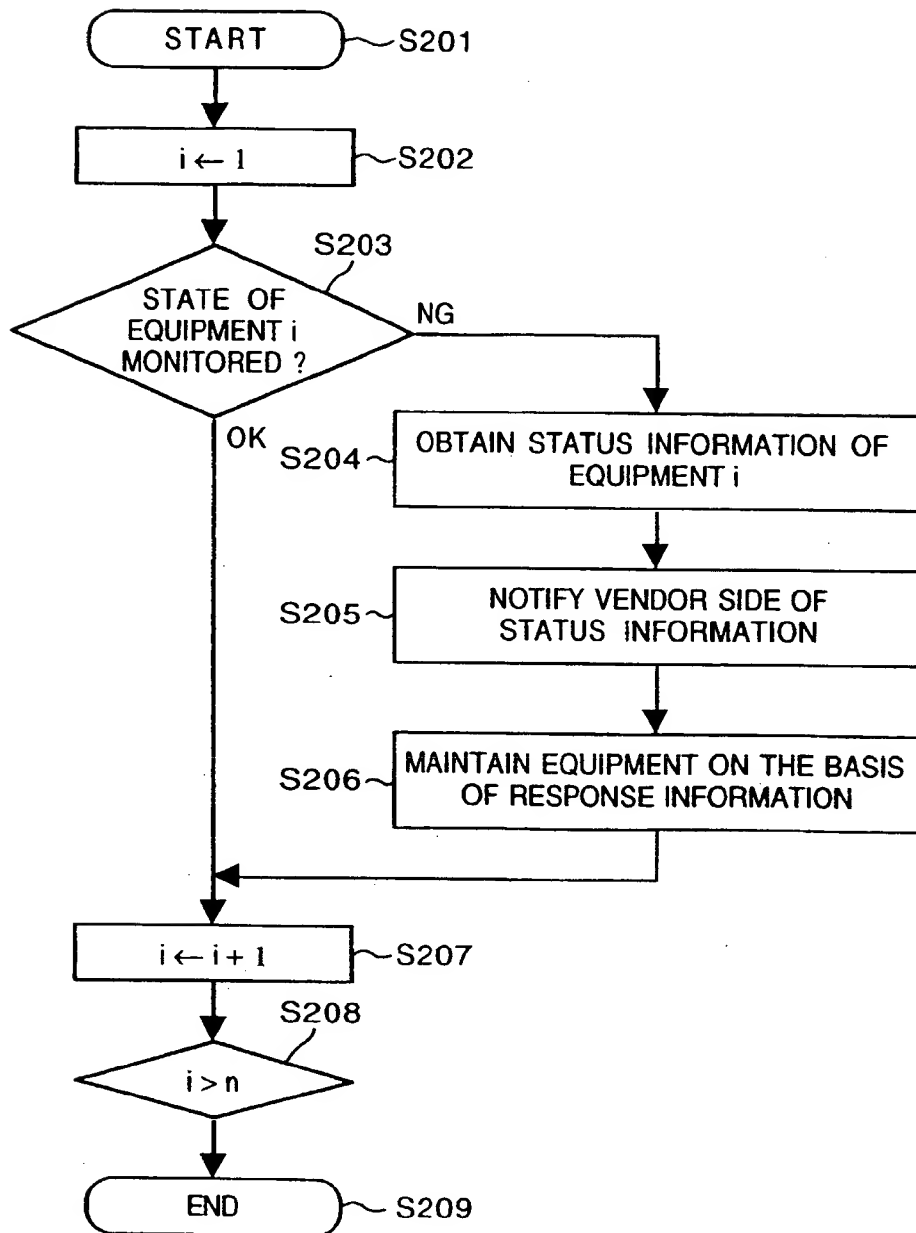 START
S201
i ← 1
S202
S203
STATE OF
EQUIPMENT i
MONITORED ?
NG
OK
S204
OBTAIN STATUS INFORMATION OF
EQUIPMENT i
S205
NOTIFY VENDOR SIDE OF
STATUS INFORMATION
S206
MAINTAIN EQUIPMENT ON THE BASIS
OF RESPONSE INFORMATION
i ← i + 1
S207
S208
i > n
END
S209